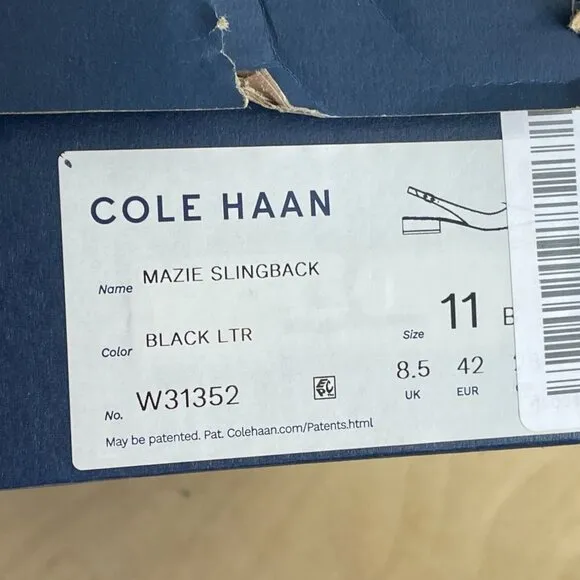 COLE HAAN
Name MAZIE SLINGBACK
Color BLACK LTR
Size 11 B
No. W31352
8.5 42
UK EUR
May be patented. Pat. Colehaan.com/Patents.html